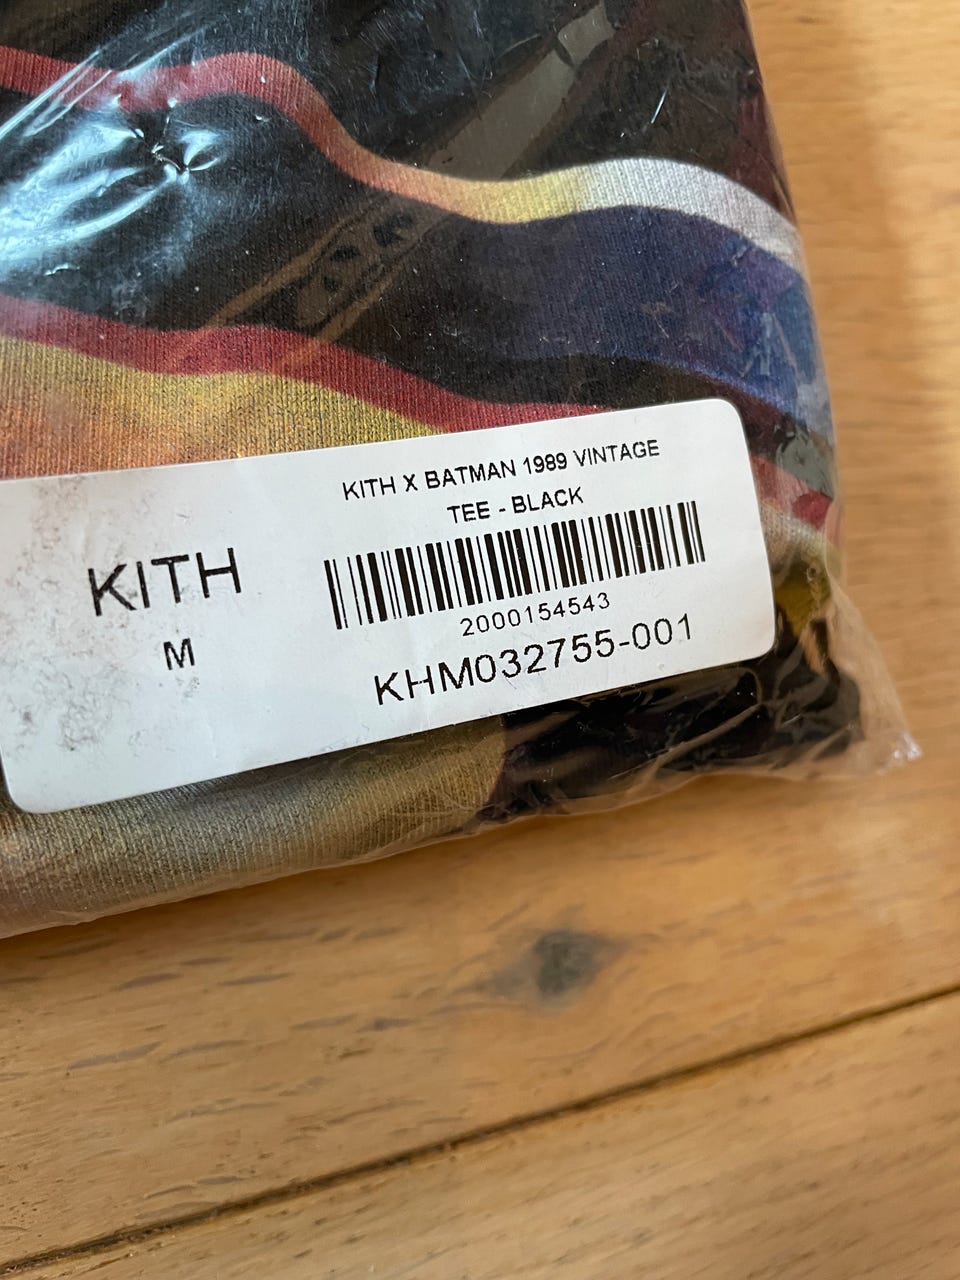 KITH X BATMAN 1989 VINTAGE
TEE - BLACK
KITH
M
2000154543
KHM032755-001